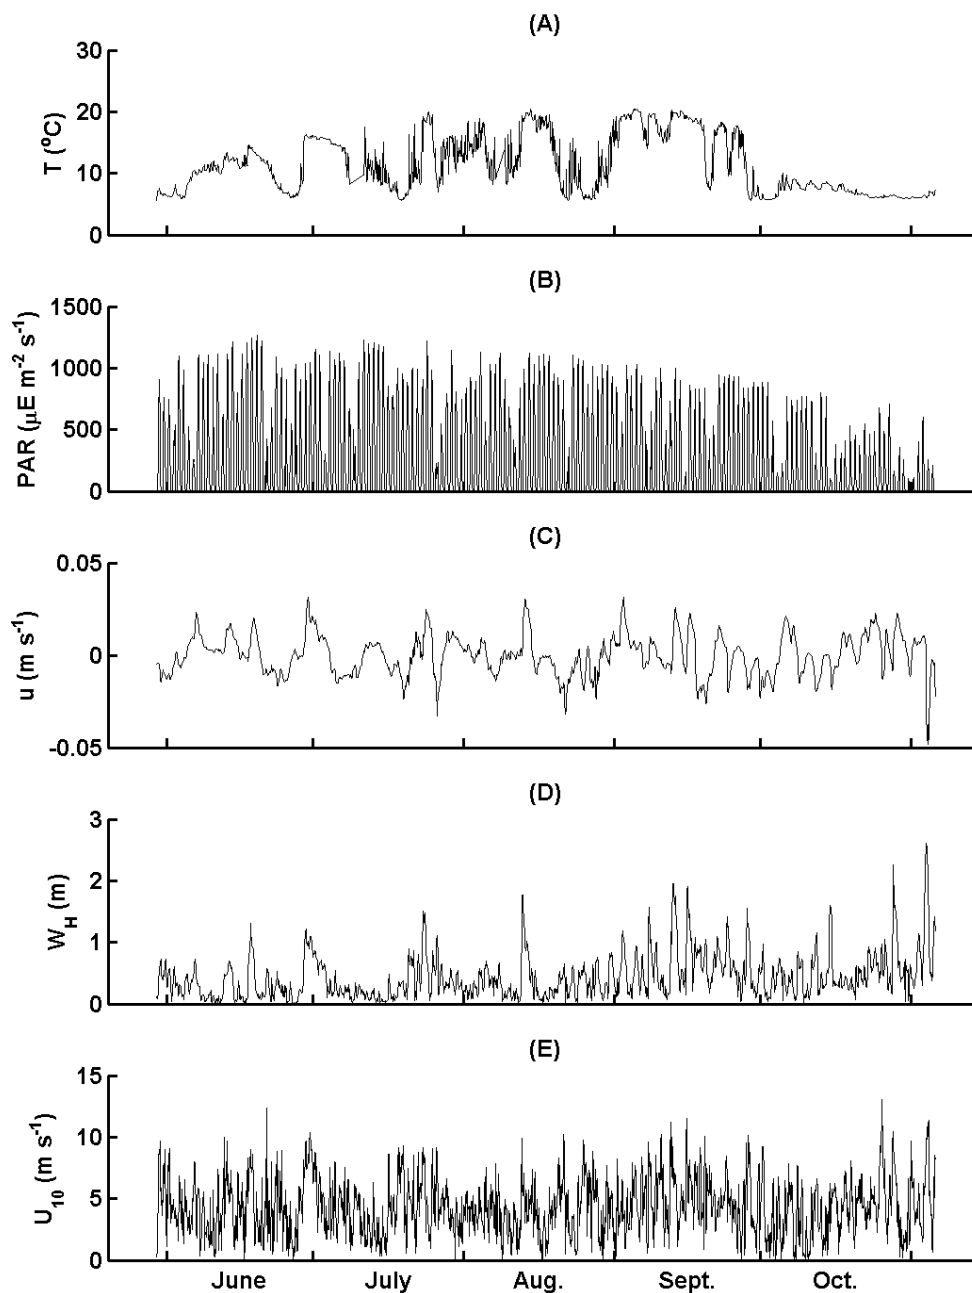 (A)
30
20
10
0
T (°C)
(B)
1500
1000
500
0
PAR (µE m⁻² s⁻¹)
(C)
0.05
0
-0.05
u (m s⁻¹)
(D)
3
2
1
0
W_H (m)
(E)
15
10
5
0
U₁₀ (m s⁻¹)
June July Aug. Sept. Oct.